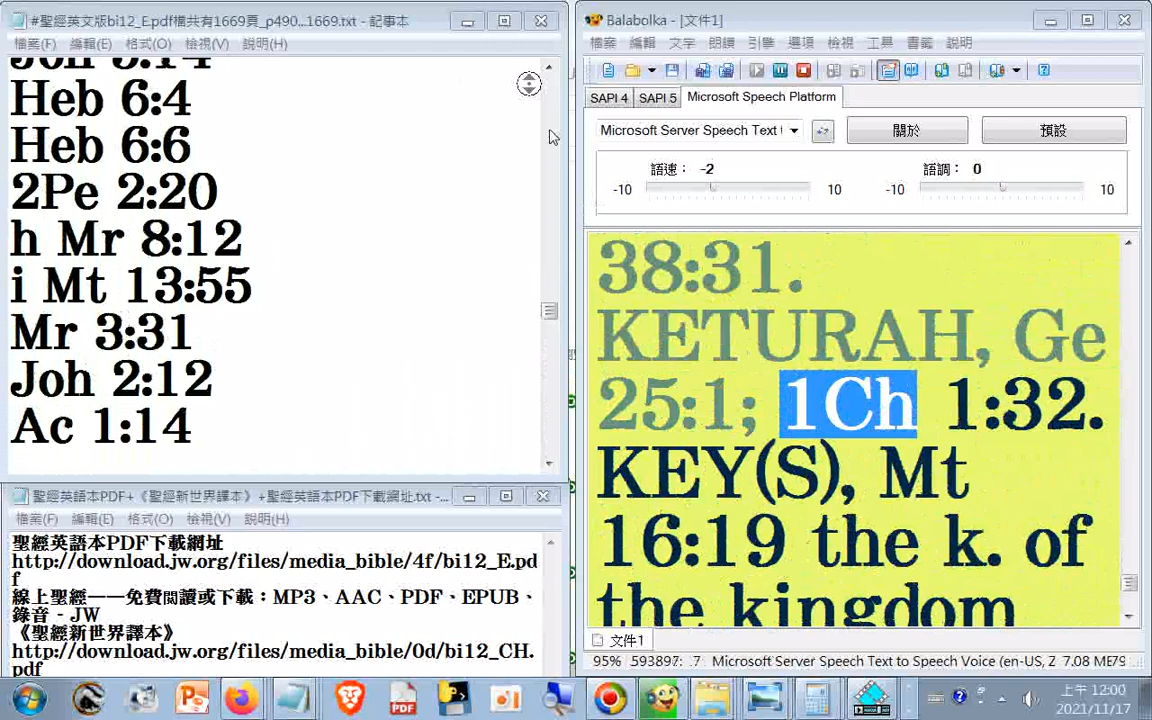 #聖經英文版bi12_E.pdf檔共有1669頁_p490...1669.txt - 記事本
檔案(F) 編輯(E) 格式(O) 檢視(V) 說明(H)
Joh 5:14
Heb 6:4
Heb 6:6
2Pe 2:20
h Mr 8:12
i Mt 13:55
Mr 3:31
Joh 2:12
Ac 1:14
聖經英語本PDF+《聖經新世界譯本》+聖經英語本PDF下載網址.txt -...
檔案(F) 編輯(E) 格式(O) 檢視(V) 說明(H)
聖經英語本PDF下載網址
http://download.jw.org/files/media_bible/4f/bi12_E.pd
f
線上聖經——免費閱讀或下載：MP3、AAC、PDF、EPUB、
錄音 - JW
《聖經新世界譯本》
http://download.jw.org/files/media_bible/0d/bi12_CH.
pdf
Balabolka - [文件1]
檔案 編輯 文字 朗讀 引擎 選項 檢視 工具 書籤 說明
SAPI 4 SAPI 5 Microsoft Speech Platform
Microsoft Server Speech Text 關於 預設
語速： -2 語調： 0
-10 10 -10 10
38:31.
KETURAH, Ge
25:1; 1Ch 1:32.
KEY(S), Mt
16:19 the k. of
the kingdom
文件1
95% 593897: .7 Microsoft Server Speech Text to Speech Voice (en-US, Z 7.08 ME
PDF
上午 12:00
2021/11/17